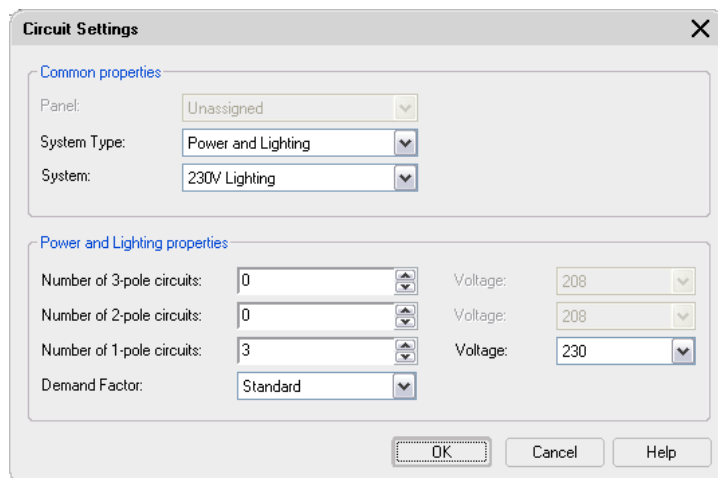 Circuit Settings
Common properties
Panel: Unassigned
System Type: Power and Lighting
System: 230V Lighting
Power and Lighting properties
Number of 3-pole circuits: 0 Voltage: 208
Number of 2-pole circuits: 0 Voltage: 208
Number of 1-pole circuits: 3 Voltage: 230
Demand Factor: Standard
OK Cancel Help